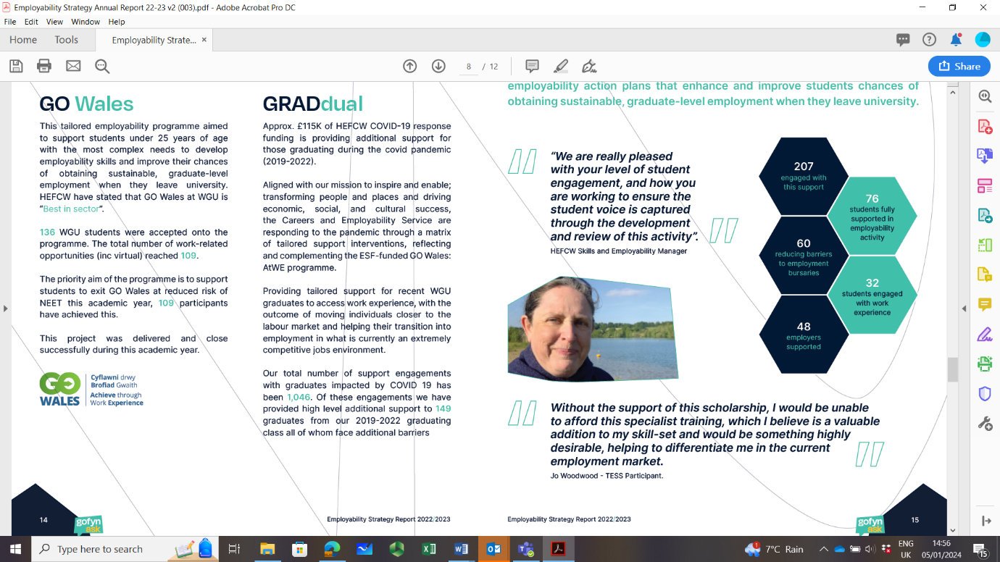 Employability Strategy Annual Report 22-23 v2 (003).pdf - Adobe Acrobat Pro DC
File Edit View Window Help
Home Tools Employability Strate... ×
8 / 12
Share
GO Wales
This tailored employability programme aimed
to support students under 25 years of age
with the most complex needs to develop
employability skills and improve their chances
of obtaining sustainable, graduate-level
employment when they leave university.
HEFCW have stated that GO Wales at WGU is
“Best in sector”.
136 WGU students were accepted onto the
programme. The total number of work-related
opportunities (inc virtual) reached 109.
The priority aim of the programme is to support
students to exit GO Wales at reduced risk of
NEET this academic year, 109 participants
have achieved this.
This project was delivered and close
successfully during this academic year.
GO
WALES
Cyflawni drwy
Brofiad Gwaith
Achieve through
Work Experience
14
gofyn
ask
GRADdual
Approx. £115K of HEFCW COVID-19 response
funding is providing additional support for
those graduating during the covid pandemic
(2019-2022).
Aligned with our mission to inspire and enable;
transforming people and places and driving
economic, social, and cultural success,
the Careers and Employability Service are
responding to the pandemic through a matrix
of tailored support interventions, reflecting
and complementing the ESF-funded GO Wales:
AtWE programme.
Providing tailored support for recent WGU
graduates to access work experience, with the
outcome of moving individuals closer to the
labour market and helping their transition into
employment in what is currently an extremely
competitive jobs environment.
Our total number of support engagements
with graduates impacted by COVID 19 has
been 1,046. Of these engagements we have
provided high level additional support to 149
graduates from our 2019-2022 graduating
class all of whom face additional barriers
Employability Strategy Report 2022/2023
employability action plans that enhance and improve students chances of
obtaining sustainable, graduate-level employment when they leave university.
“We are really pleased
with your level of student
engagement, and how you
are working to ensure the
student voice is captured
through the development
and review of this activity”.
HEFCW Skills and Employability Manager
207
engaged with
this support
76
students fully
supported in
employability
activity
60
reducing barriers
to employment
bursaries
32
students engaged
with work
experience
48
employers
supported
Without the support of this scholarship, I would be unable
to afford this specialist training, which I believe is a valuable
addition to my skill-set and would be something highly
desirable, helping to differentiate me in the current
employment market.
Jo Woodwood - TESS Participant.
Employability Strategy Report 2022/2023
gofyn
ask
15
Type here to search
1
7°C Rain
ENG
UK
14:56
05/01/2024
15